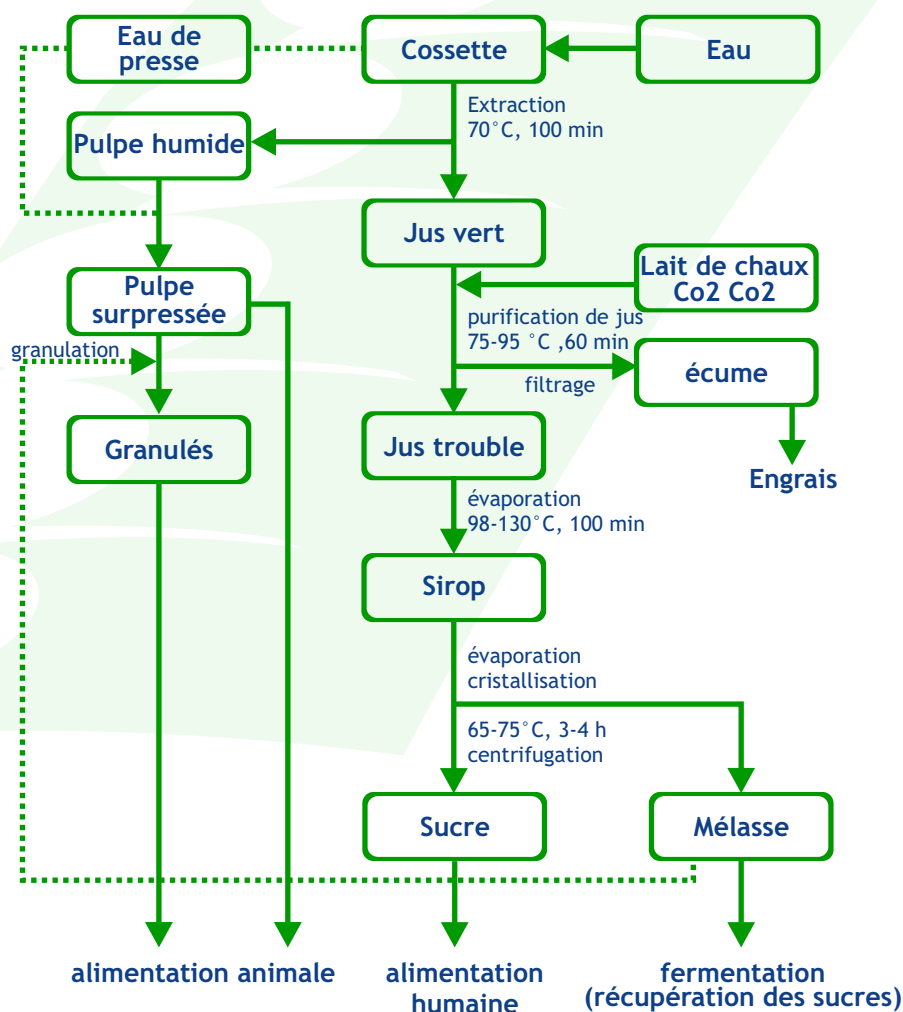 Eau de
presse
Cossette
Eau
Extraction
70°C, 100 min
Pulpe humide
Jus vert
Lait de chaux
Co2 Co2
Pulpe
surpressée
purification de jus
75-95 °C ,60 min
granulation
filtrage
écume
Granulés
Jus trouble
Engrais
évaporation
98-130°C, 100 min
Sirop
évaporation
cristallisation
65-75°C, 3-4 h
centrifugation
Sucre
Mélasse
alimentation animale
alimentation
humaine
fermentation
(récupération des sucres)